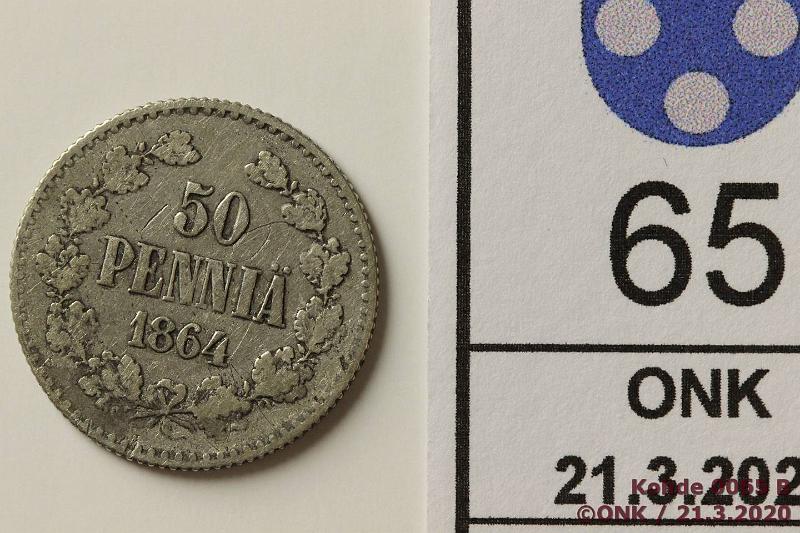 50
PENNIÄ
1864
65
ONK
21.3.202
Kohde 0065 B
©ONK / 21.3.2020